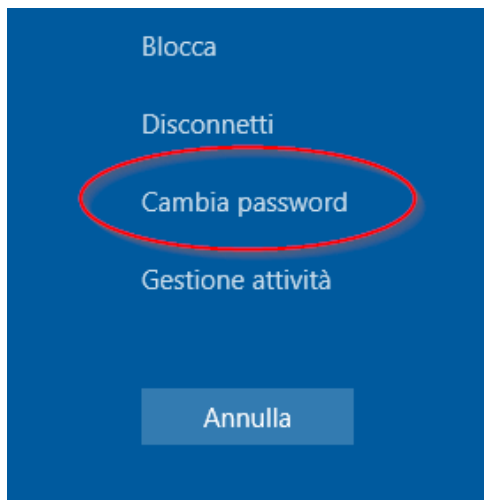 Blocca
Disconnetti
Cambia password
Gestione attività
Annulla